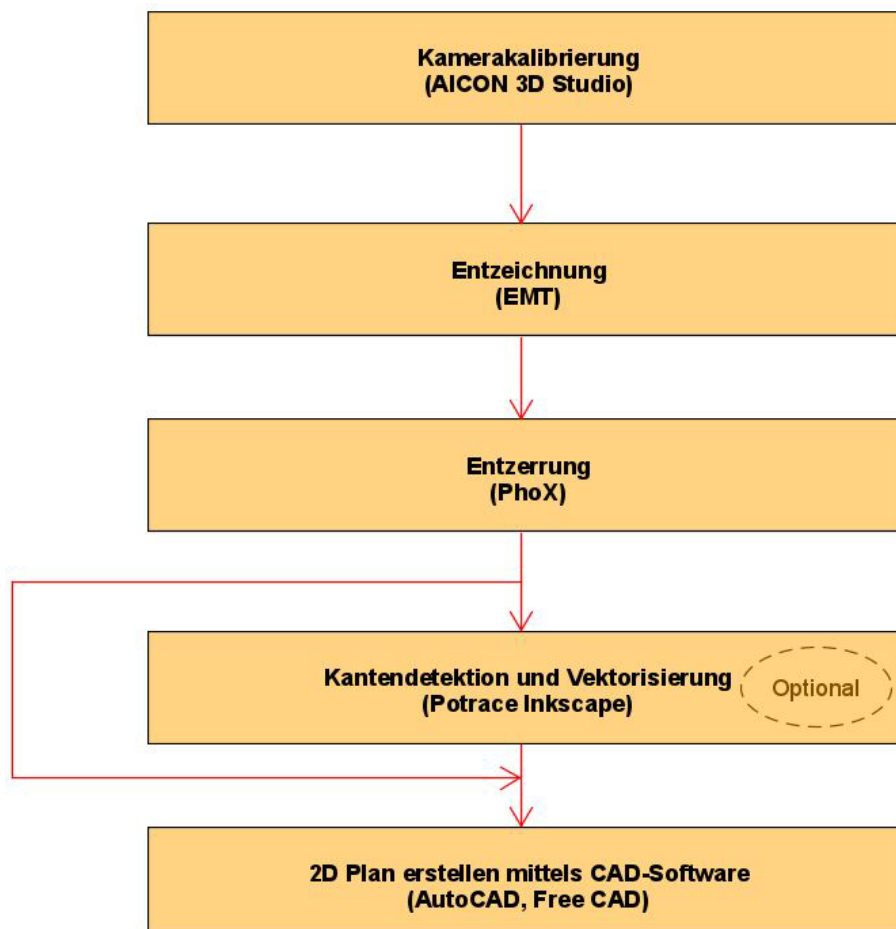 Kamerakalibrierung
(AICON 3D Studio)
Entzeichnung
(EMT)
Entzerrung
(PhoX)
Kantendetektion und Vektorisierung
(Potrace Inkscape)
Optional
2D Plan erstellen mittels CAD-Software
(AutoCAD, Free CAD)